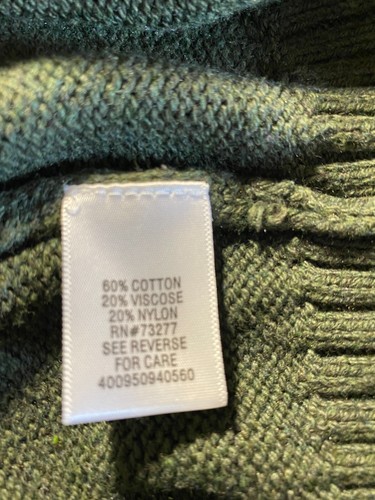 60% COTTON
20% VISCOSE
20% NYLON
RN#73277
SEE REVERSE
FOR CARE
400950940560